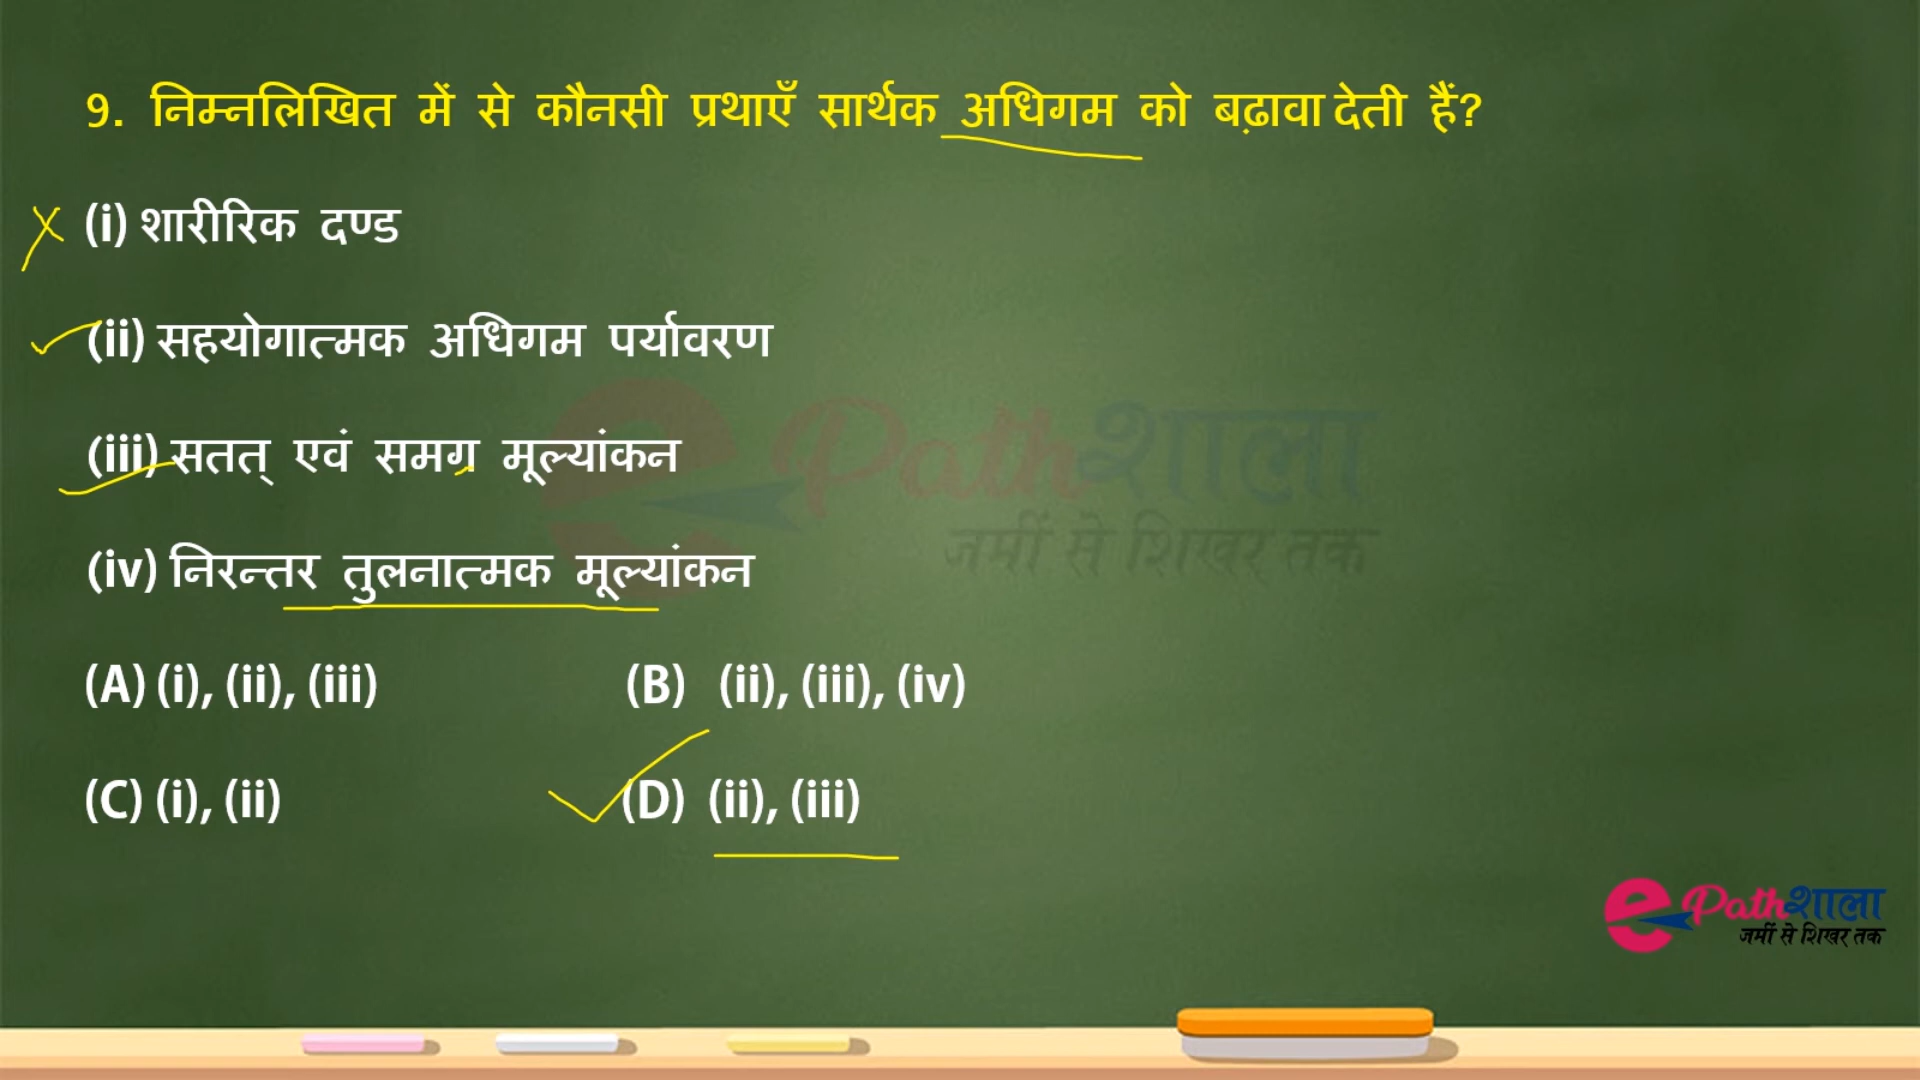 9. निम्नलिखित में से कौनसी प्रथाएँ सार्थक अधिगम को बढ़ावा देती हैं?
(i) शारीरिक दण्ड
(ii) सहयोगात्मक अधिगम पर्यावरण
(iii) सतत् एवं समग्र मूल्यांकन
(iv) निरन्तर तुलनात्मक मूल्यांकन
(A) (i), (ii), (iii) (B) (ii), (iii), (iv)
(C) (i), (ii) (D) (ii), (iii)
ePathशाला
जमीं से शिखर तक
ePathशाला
जमीं से शिखर तक